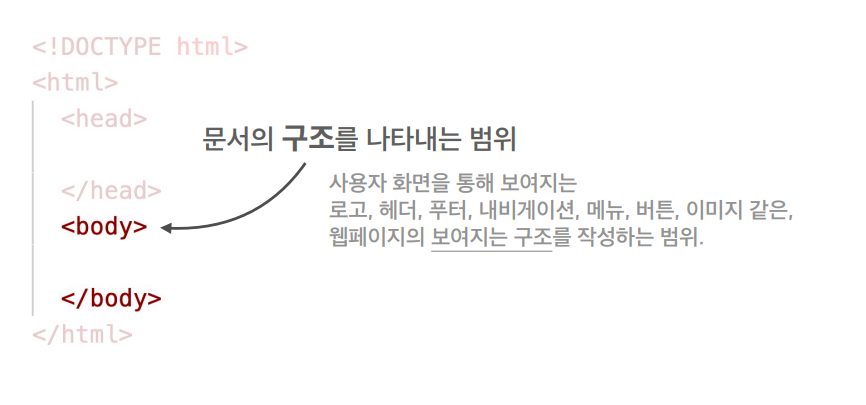 <!DOCTYPE html>
<html>
<head>
문서의 구조를 나타내는 범위
사용자 화면을 통해 보여지는
</head>
로고, 헤더, 푸터, 내비게이션, 메뉴, 버튼, 이미지 같은,
<body>
웹페이지의 보여지는 구조를 작성하는 범위.
</body>
</html>